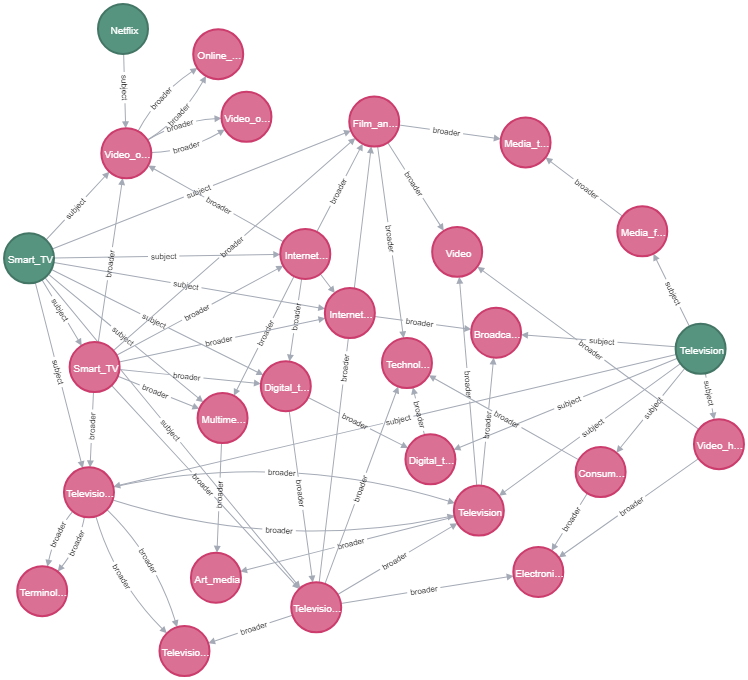 Netflix
Online_...
subject
broader
broader
Video_o...
broader
broader
Video_o...
Film_an...
broader
Media_t...
subject
subject
broader
broader
broader
broader
Media_f...
Smart_TV
subject
Internet...
broader
broader
Video
broader
subject
subject
Internet...
broader
Broadca...
subject
broader
Television
subject
subject
subject
broader
broader
broader
broader
Smart_TV
broader
broader
Technol...
broader
subject
broader
Digital_t...
broader
subject
subject
Multime...
broader
broader
subject
broader
subject
subject
broader
broader
broader
Video_h...
Digital_t...
Consum...
Televisio...
broader
broader
broader
broader
broader
Television
broader
broader
broader
broader
broader
broader
broader
broader
broader
Terminol...
Art_media
Electroni...
broader
Televisio...
broader
Televisio...